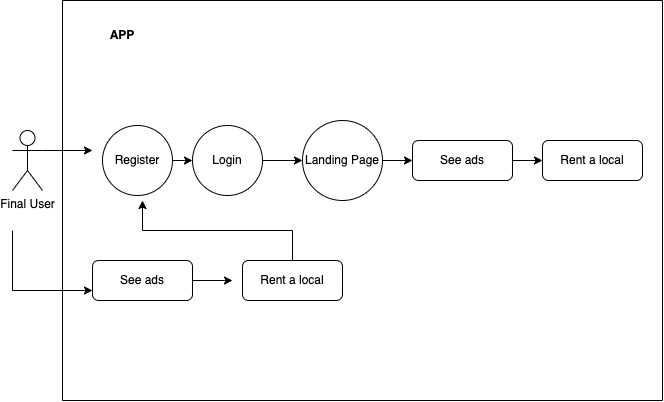 APP
Register
Login
Landing Page
See ads
Rent a local
Final User
See ads
Rent a local